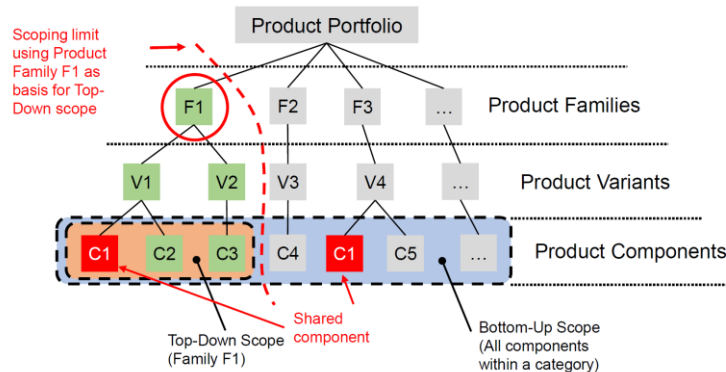 Product Portfolio
Scoping limit
using Product
Family F1 as
basis for Top-
Down scope
F1
F2
F3
...
Product Families
V1
V2
V3
V4
...
Product Variants
C1
C2
C3
C4
C1
C5
...
Product Components
Shared
component
Top-Down Scope
(Family F1)
Bottom-Up Scope
(All components
within a category)